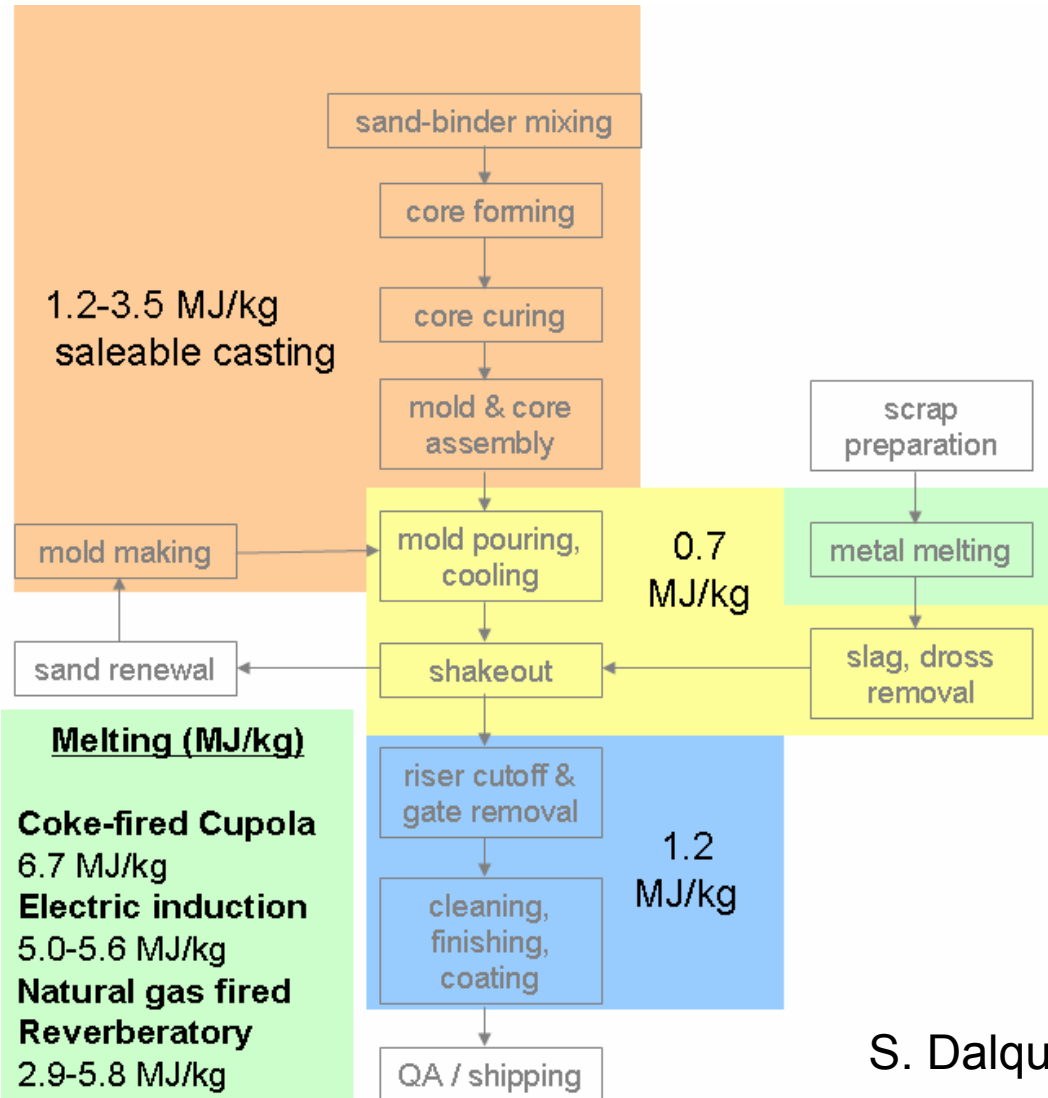 sand-binder mixing
core forming
1.2-3.5 MJ/kg
saleable casting
core curing
mold & core
assembly
scrap
preparation
mold making
mold pouring,
cooling
0.7
MJ/kg
metal melting
sand renewal
shakeout
slag, dross
removal
Melting (MJ/kg)
Coke-fired Cupola
6.7 MJ/kg
Electric induction
5.0-5.6 MJ/kg
Natural gas fired
Reverberatory
2.9-5.8 MJ/kg
riser cutoff &
gate removal
1.2
MJ/kg
cleaning,
finishing,
coating
QA / shipping
S. Dalqu